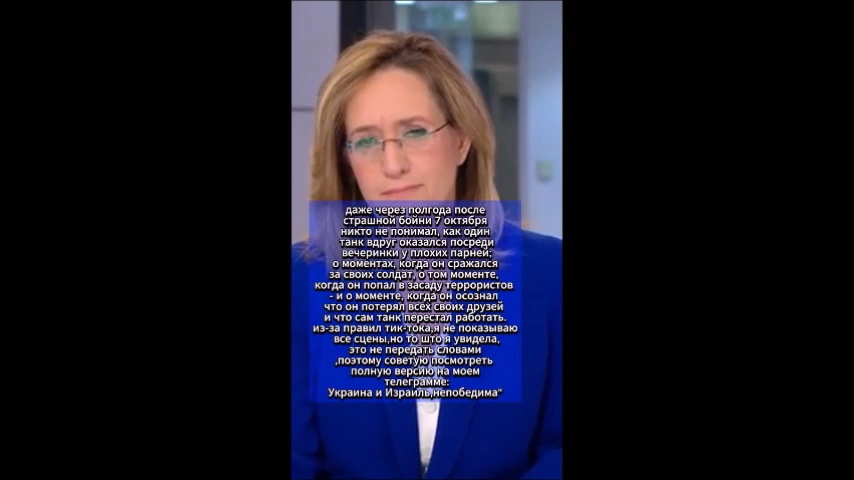 даже через полгода после
страшной бойни 7 октября
никто не понимал, как один
танк вдруг оказался посреди
вечеринки у плохих парней;
о моментах, когда он сражался
за своих солдат, о том моменте,
когда он попал в засаду террористов
- и о моменте, когда он осознал
что он потерял всех своих друзей
и что сам танк перестал работать.
из-за правил тик-тока,я не показываю
все сцены,но то што я увидела,
это не передать словами
,поэтому советую посмотреть
полную версию на моем
телеграмме:
Украина и Израиль,непобедима"